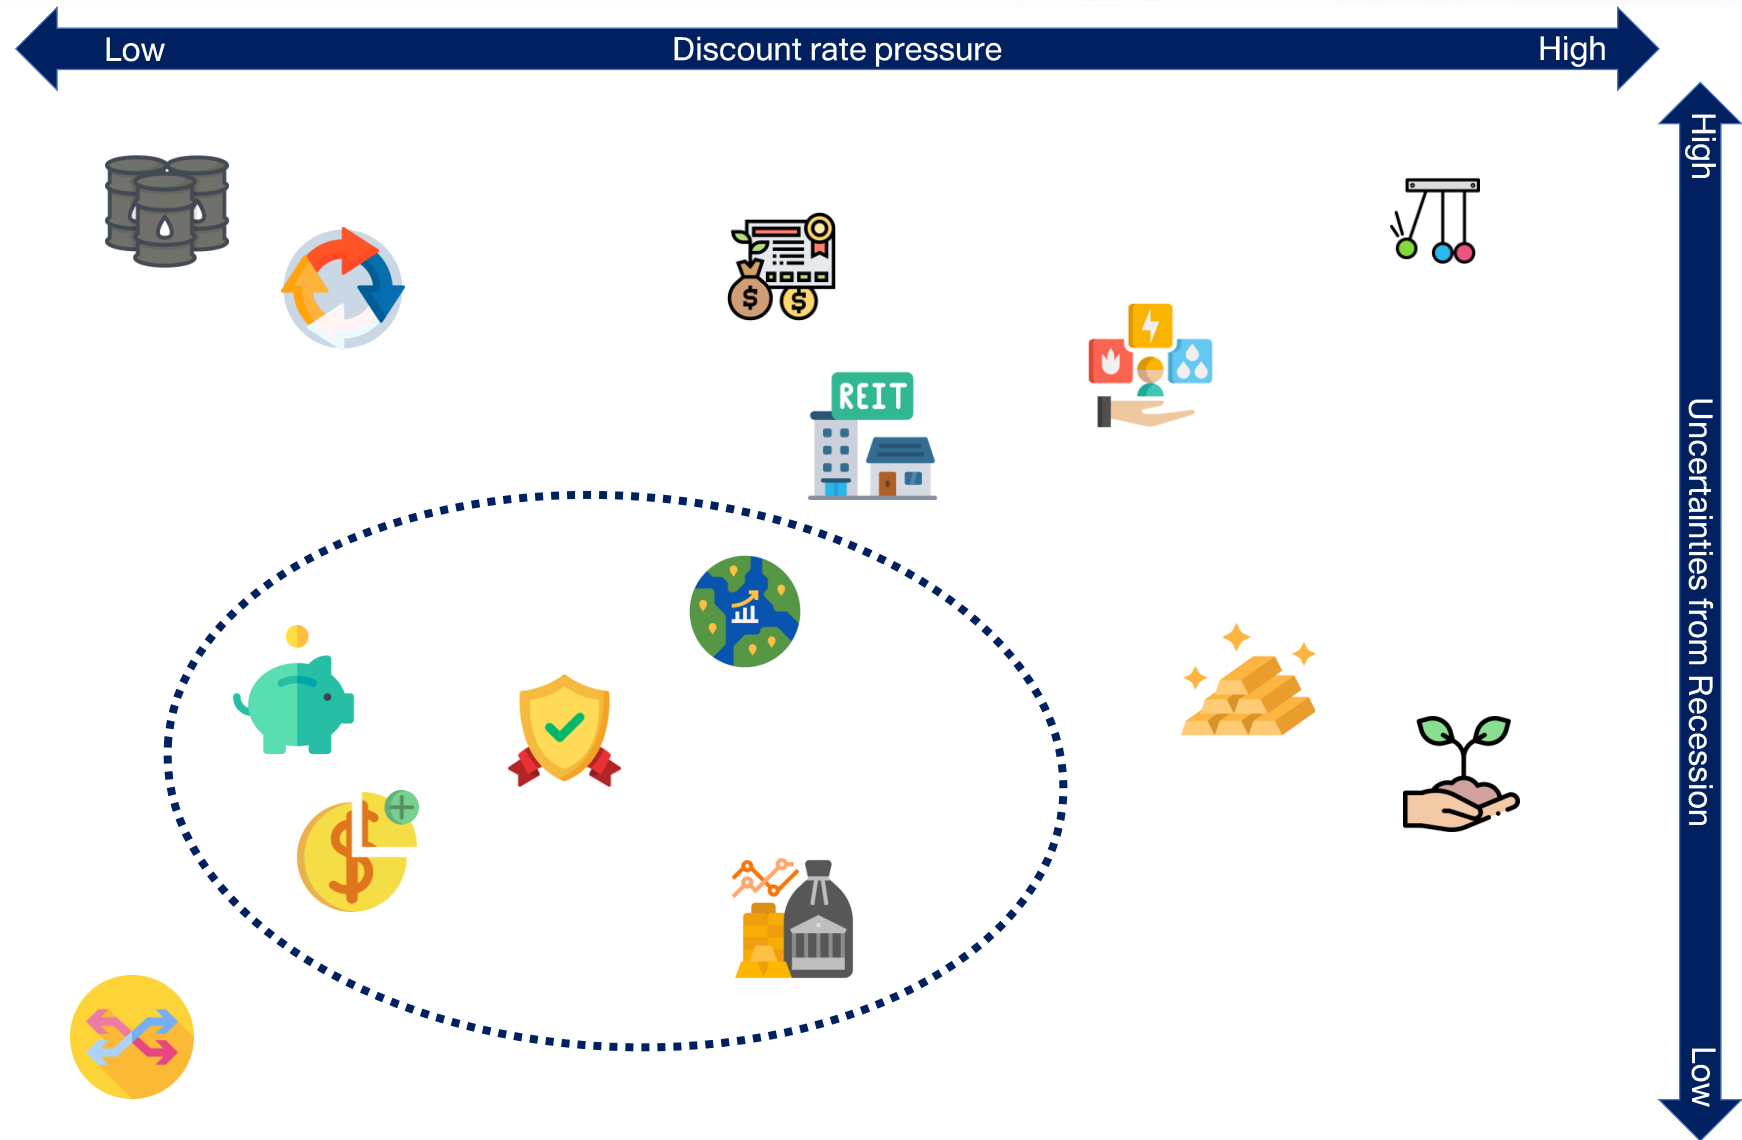 Low
Discount rate pressure
High
High
Uncertainties from Recession
Low
REIT
$
$